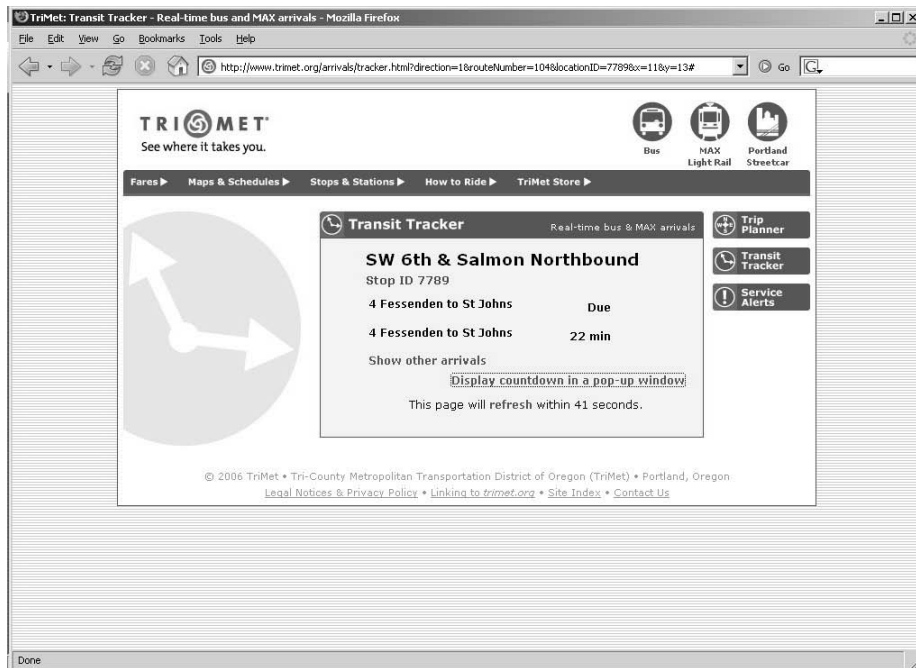 TriMet: Transit Tracker - Real-time bus and MAX arrivals - Mozilla Firefox
File Edit View Go Bookmarks Tools Help
http://www.trimet.org/arrivals/tracker.html?direction=1&routeNumber=104&locationID=7789&x=11&y=13#
Go
G
TRI MET
See where it takes you.
Bus
MAX
Light Rail
Portland
Streetcar
Fares Maps & Schedules Stops & Stations How to Ride TriMet Store
Transit Tracker Real-time bus & MAX arrivals
SW 6th & Salmon Northbound
Stop ID 7789
4 Fessenden to St Johns Due
4 Fessenden to St Johns 22 min
Show other arrivals
Display countdown in a pop-up window
This page will refresh within 41 seconds.
Trip
Planner
Transit
Tracker
Service
Alerts
© 2006 TriMet • Tri-County Metropolitan Transportation District of Oregon (TriMet) • Portland, Oregon
Legal Notices & Privacy Policy • Linking to trimet.org • Site Index • Contact Us
Done